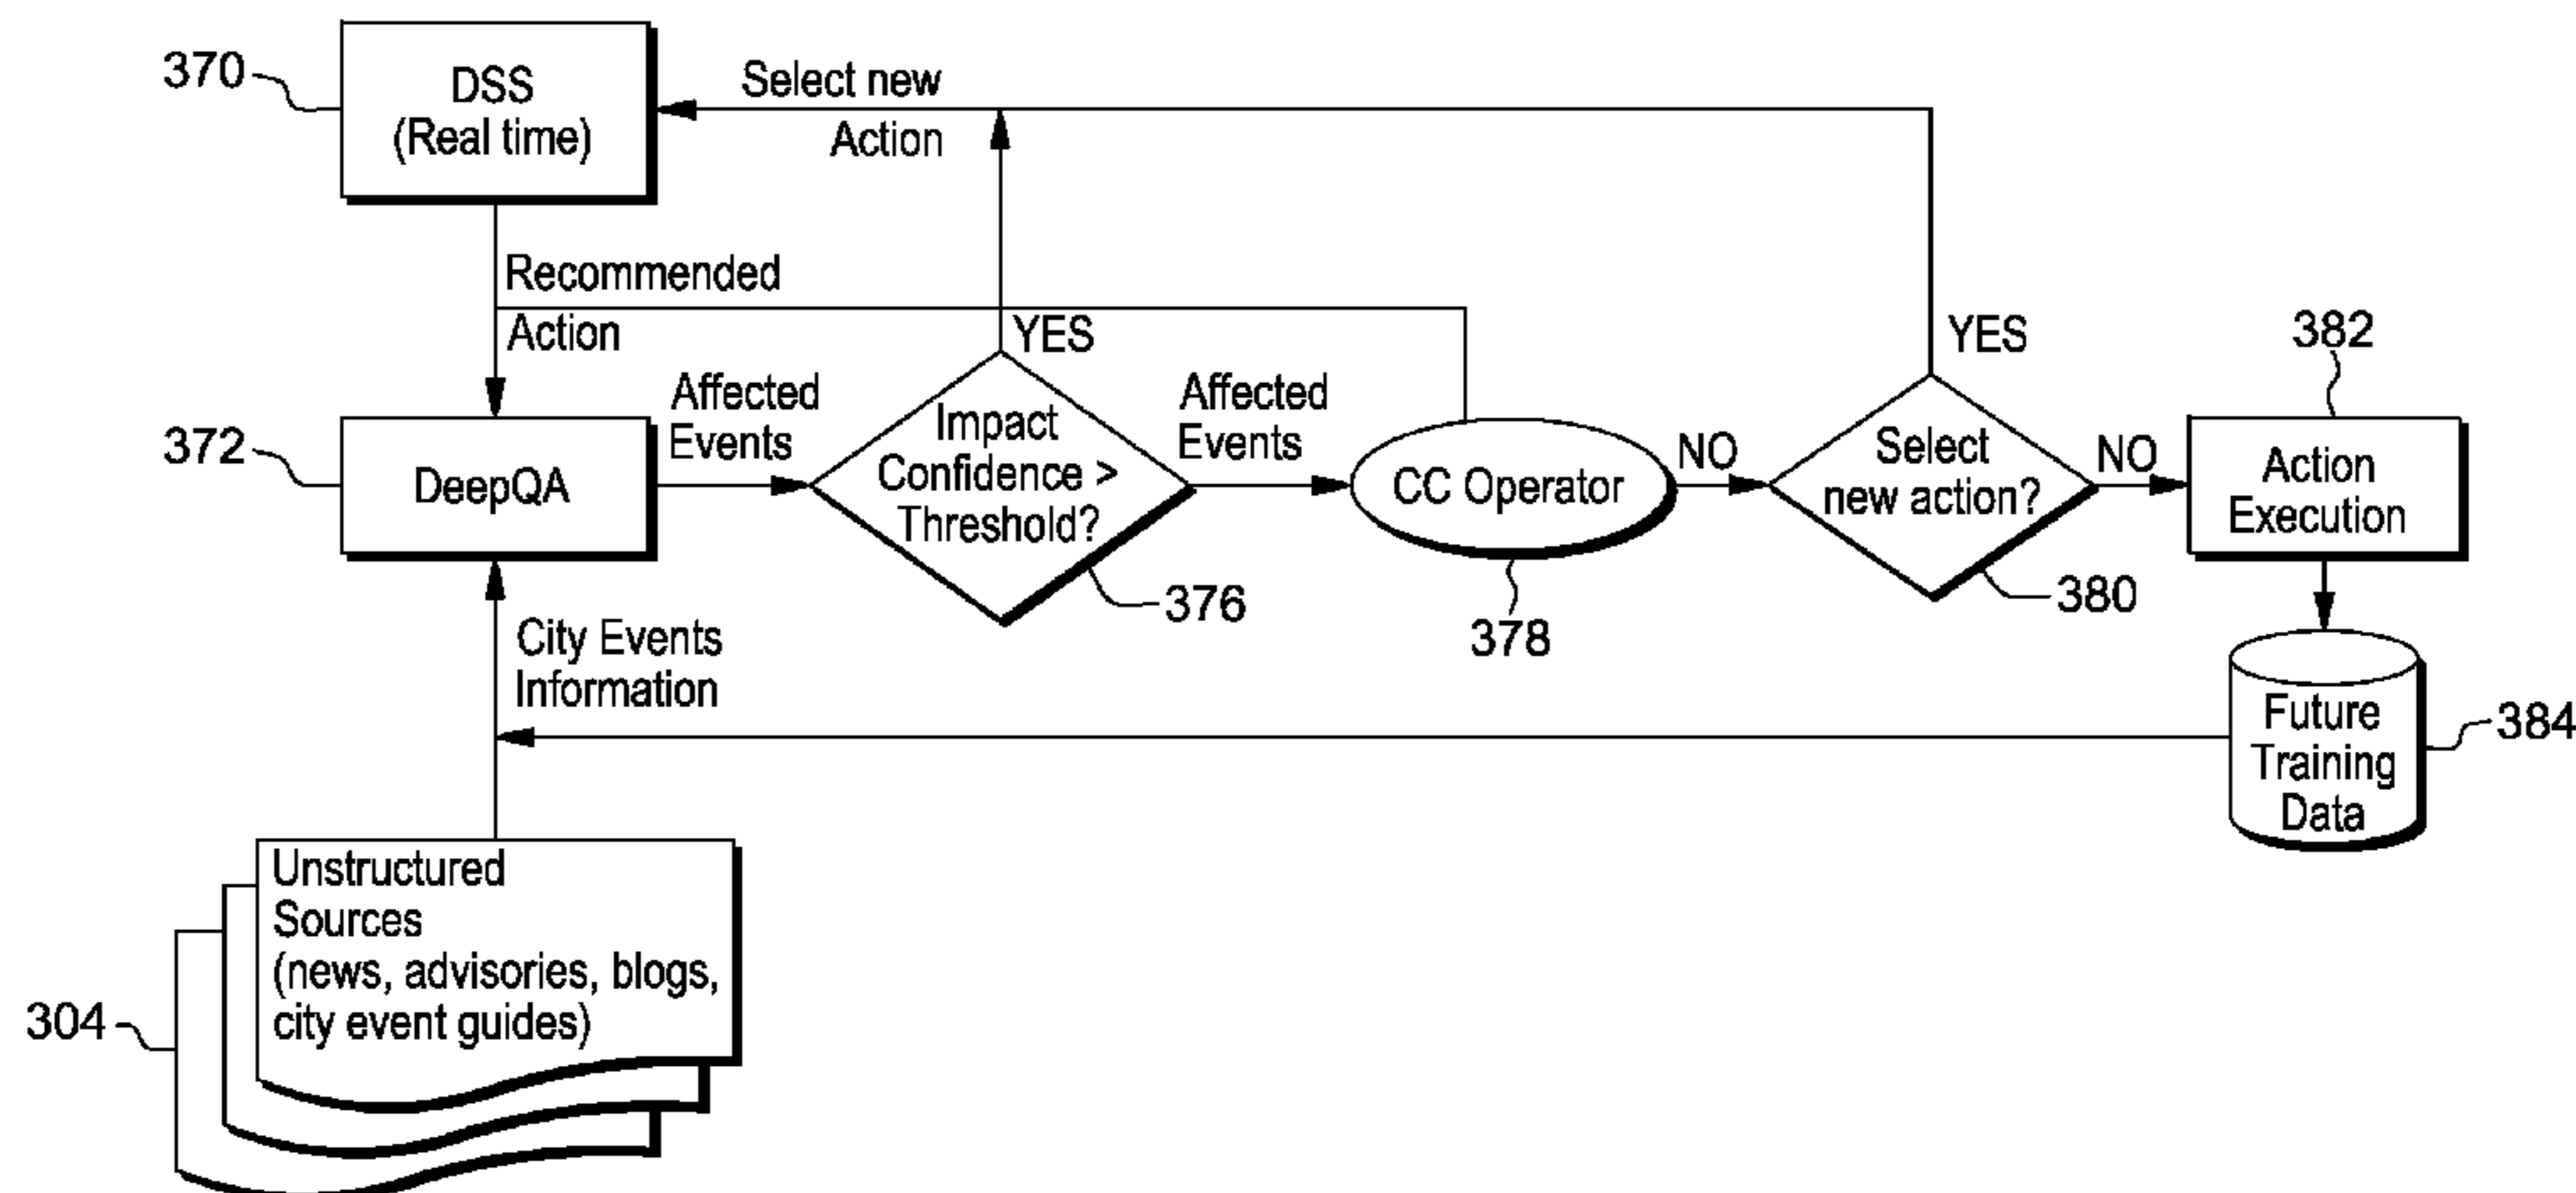 370
DSS
(Real time)
Select new
Action
Recommended
Action
YES
YES
382
372
DeepQA
Affected
Events
Impact
Confidence >
Threshold?
376
Affected
Events
CC Operator
378
NO
Select
new action?
380
NO
Action
Execution
City Events
Information
Future
Training
Data
384
Unstructured
Sources
(news, advisories, blogs,
city event guides)
304